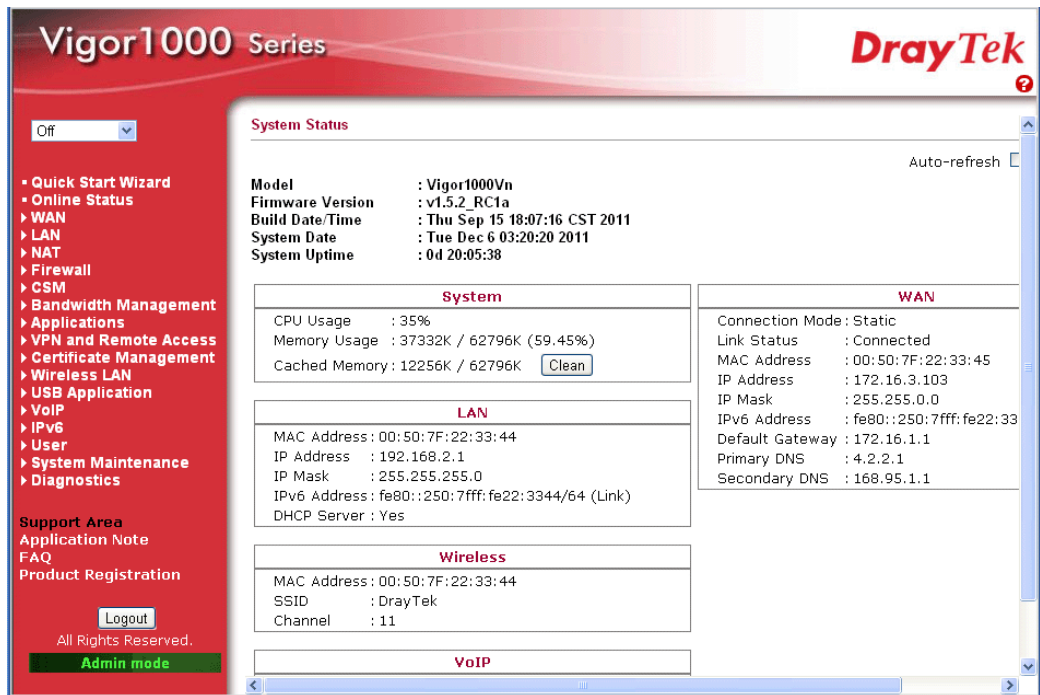 Vigor1000 Series
DrayTek
?
Off
Quick Start Wizard
Online Status
WAN
LAN
NAT
Firewall
CSM
Bandwidth Management
Applications
VPN and Remote Access
Certificate Management
Wireless LAN
USB Application
VoIP
IPv6
User
System Maintenance
Diagnostics
Support Area
Application Note
FAQ
Product Registration
Logout
All Rights Reserved.
Admin mode
System Status
Auto-refresh
Model : Vigor1000Vn
Firmware Version : v1.5.2_RC1a
Build Date/Time : Thu Sep 15 18:07:16 CST 2011
System Date : Tue Dec 6 03:20:20 2011
System Uptime : 0d 20:05:38
System
CPU Usage : 35%
Memory Usage : 37332K / 62796K (59.45%)
Cached Memory : 12256K / 62796K Clean
LAN
MAC Address : 00:50:7F:22:33:44
IP Address : 192.168.2.1
IP Mask : 255.255.255.0
IPv6 Address : fe80::250:7fff:fe22:3344/64 (Link)
DHCP Server : Yes
Wireless
MAC Address : 00:50:7F:22:33:44
SSID : DrayTek
Channel : 11
VoIP
WAN
Connection Mode : Static
Link Status : Connected
MAC Address : 00:50:7F:22:33:45
IP Address : 172.16.3.103
IP Mask : 255.255.0.0
IPv6 Address : fe80::250:7fff:fe22:33
Default Gateway : 172.16.1.1
Primary DNS : 4.2.2.1
Secondary DNS : 168.95.1.1